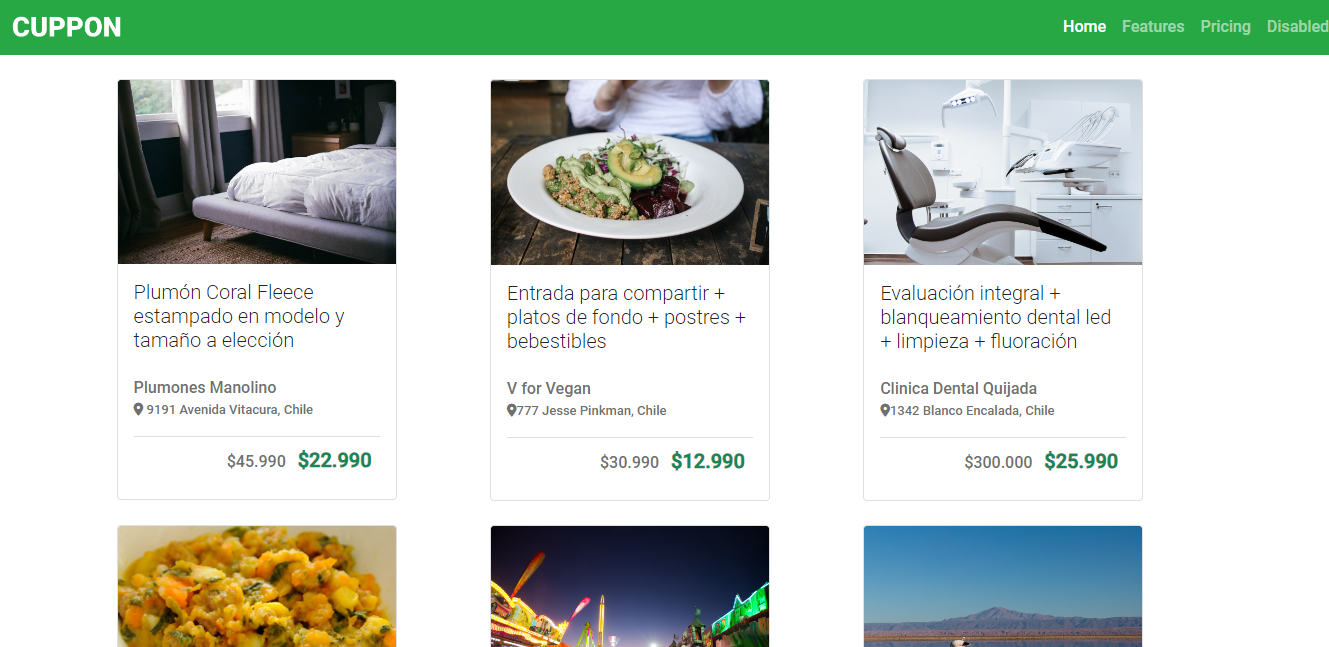 CUPPON
Home Features Pricing Disabled
Plumón Coral Fleece
estampado en modelo y
tamaño a elección
Plumones Manolino
9191 Avenida Vitacura, Chile
$45.990 $22.990
Entrada para compartir +
platos de fondo + postres +
bebestibles
V for Vegan
777 Jesse Pinkman, Chile
$30.990 $12.990
Evaluación integral +
blanqueamiento dental led
+ limpieza + fluoración
Clinica Dental Quijada
1342 Blanco Encalada, Chile
$300.000 $25.990